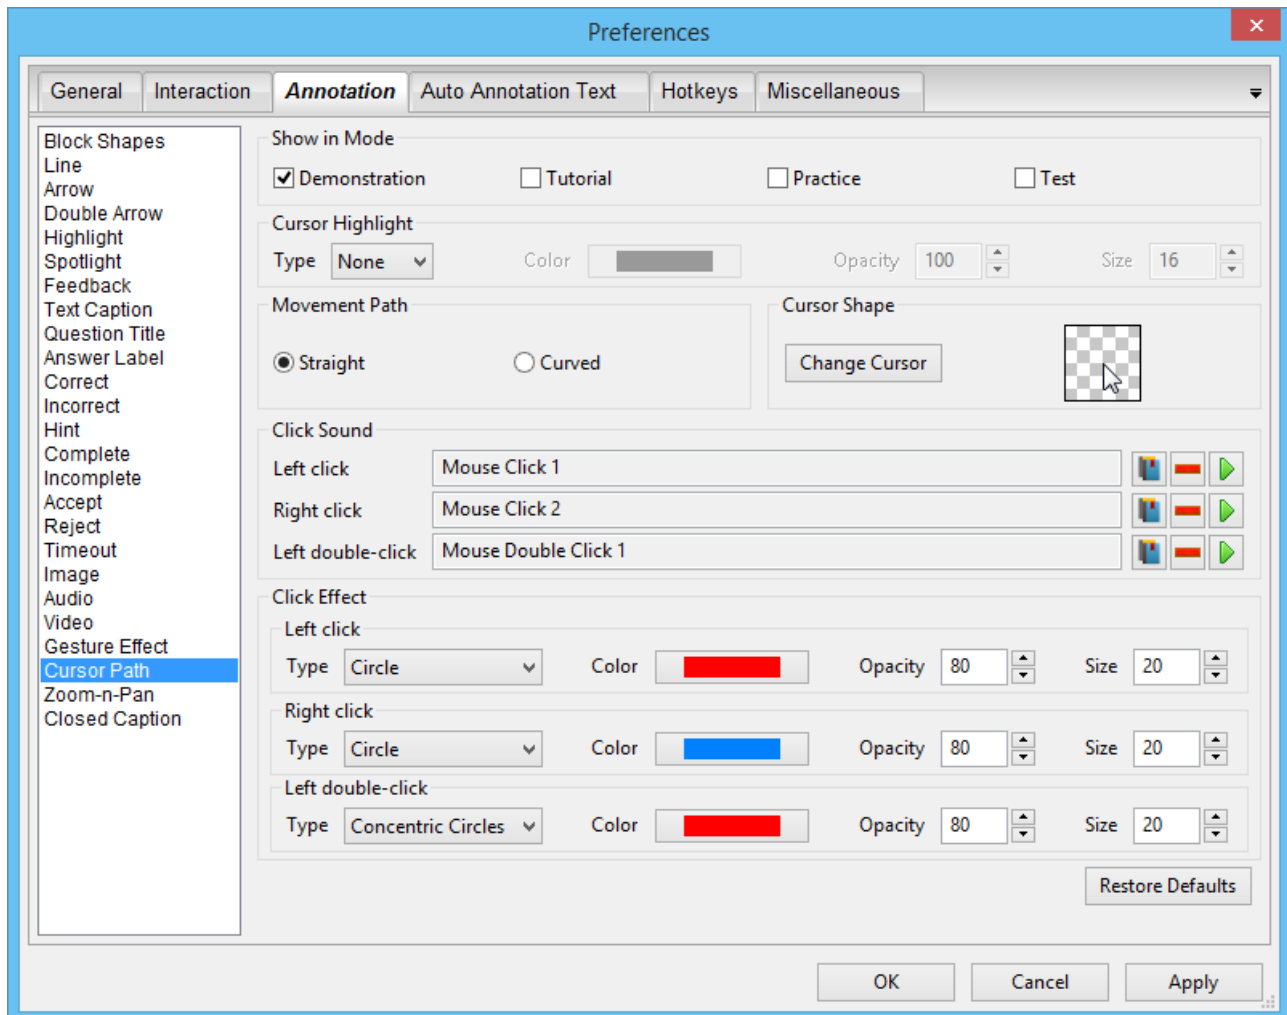 Preferences
General Interaction Annotation Auto Annotation Text Hotkeys Miscellaneous
Block Shapes
Line
Arrow
Double Arrow
Highlight
Spotlight
Feedback
Text Caption
Question Title
Answer Label
Correct
Incorrect
Hint
Complete
Incomplete
Accept
Reject
Timeout
Image
Audio
Video
Gesture Effect
Cursor Path
Zoom-n-Pan
Closed Caption
Show in Mode
Demonstration Tutorial Practice Test
Cursor Highlight
Type None Color Opacity 100 Size 16
Movement Path
Straight Curved
Cursor Shape
Change Cursor
Click Sound
Left click Mouse Click 1
Right click Mouse Click 2
Left double-click Mouse Double Click 1
Click Effect
Left click
Type Circle Color Opacity 80 Size 20
Right click
Type Circle Color Opacity 80 Size 20
Left double-click
Type Concentric Circles Color Opacity 80 Size 20
Restore Defaults
OK Cancel Apply